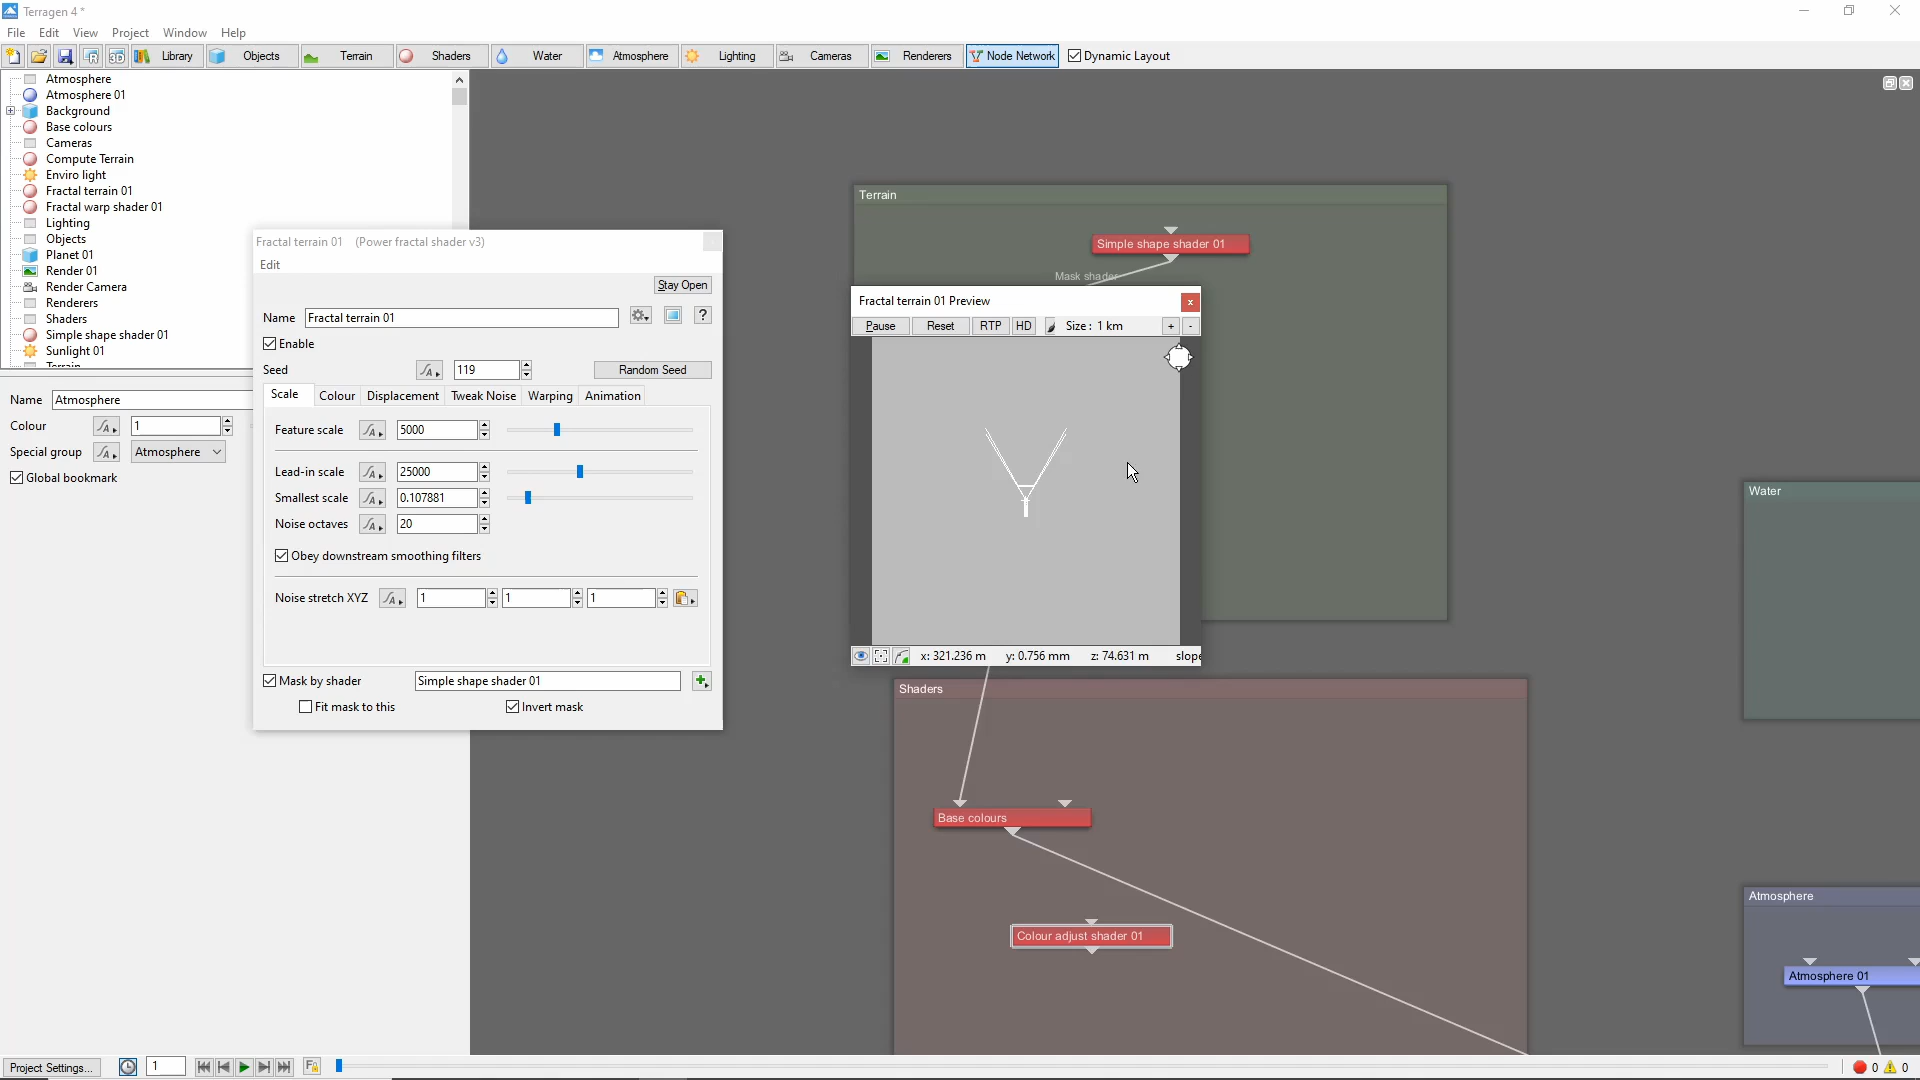 Terragen 4 *
File Edit View Project Window Help
Library Objects Terrain Shaders Water Atmosphere Lighting Cameras Renderers Node Network Dynamic Layout
Atmosphere
Atmosphere 01
Background
Base colours
Cameras
Compute Terrain
Enviro light
Fractal terrain 01
Fractal warp shader 01
Lighting
Objects
Planet 01
Render 01
Render Camera
Renderers
Shaders
Simple shape shader 01
Sunlight 01
Terrain
Name Atmosphere
Colour 1
Special group Atmosphere
Global bookmark
Fractal terrain 01 (Power fractal shader v3)
Edit
Stay Open
Name Fractal terrain 01 ?
Enable
Seed 119 Random Seed
Scale Colour Displacement Tweak Noise Warping Animation
Feature scale 5000
Lead-in scale 25000
Smallest scale 0.107881
Noise octaves 20
Obey downstream smoothing filters
Noise stretch XYZ 1 1 1
Mask by shader Simple shape shader 01
Fit mask to this Invert mask
Terrain
Simple shape shader 01
Mask shader
Fractal terrain 01 Preview x
Pause Reset RTP HD Size: 1 km + -
x: 321.236 m y: 0.756 mm z: 74.631 m slope
Shaders
Base colours
Colour adjust shader 01
Water
Atmosphere
Atmosphere 01
Project Settings... 1 F 0 0